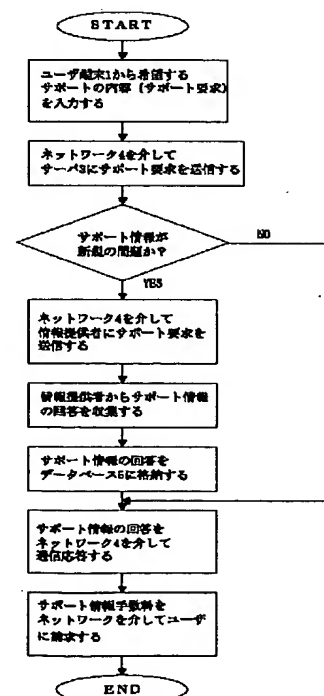 START
ユーザ端末1から希望する
サポートの内容（サポート要求）
を入力する
ネットワーク4を介して
サーバ3にサポート要求を送信する
サポート情報が
新規の問題か？
NO
YES
ネットワーク4を介して
情報提供者にサポート要求を
送信する
情報提供者からサポート情報
の回答を収集する
サポート情報の回答を
データベース5に格納する
サポート情報の回答を
ネットワーク4を介して
返信応答する
サポート情報手数料を
ネットワークを介してユーザ
に請求する
END